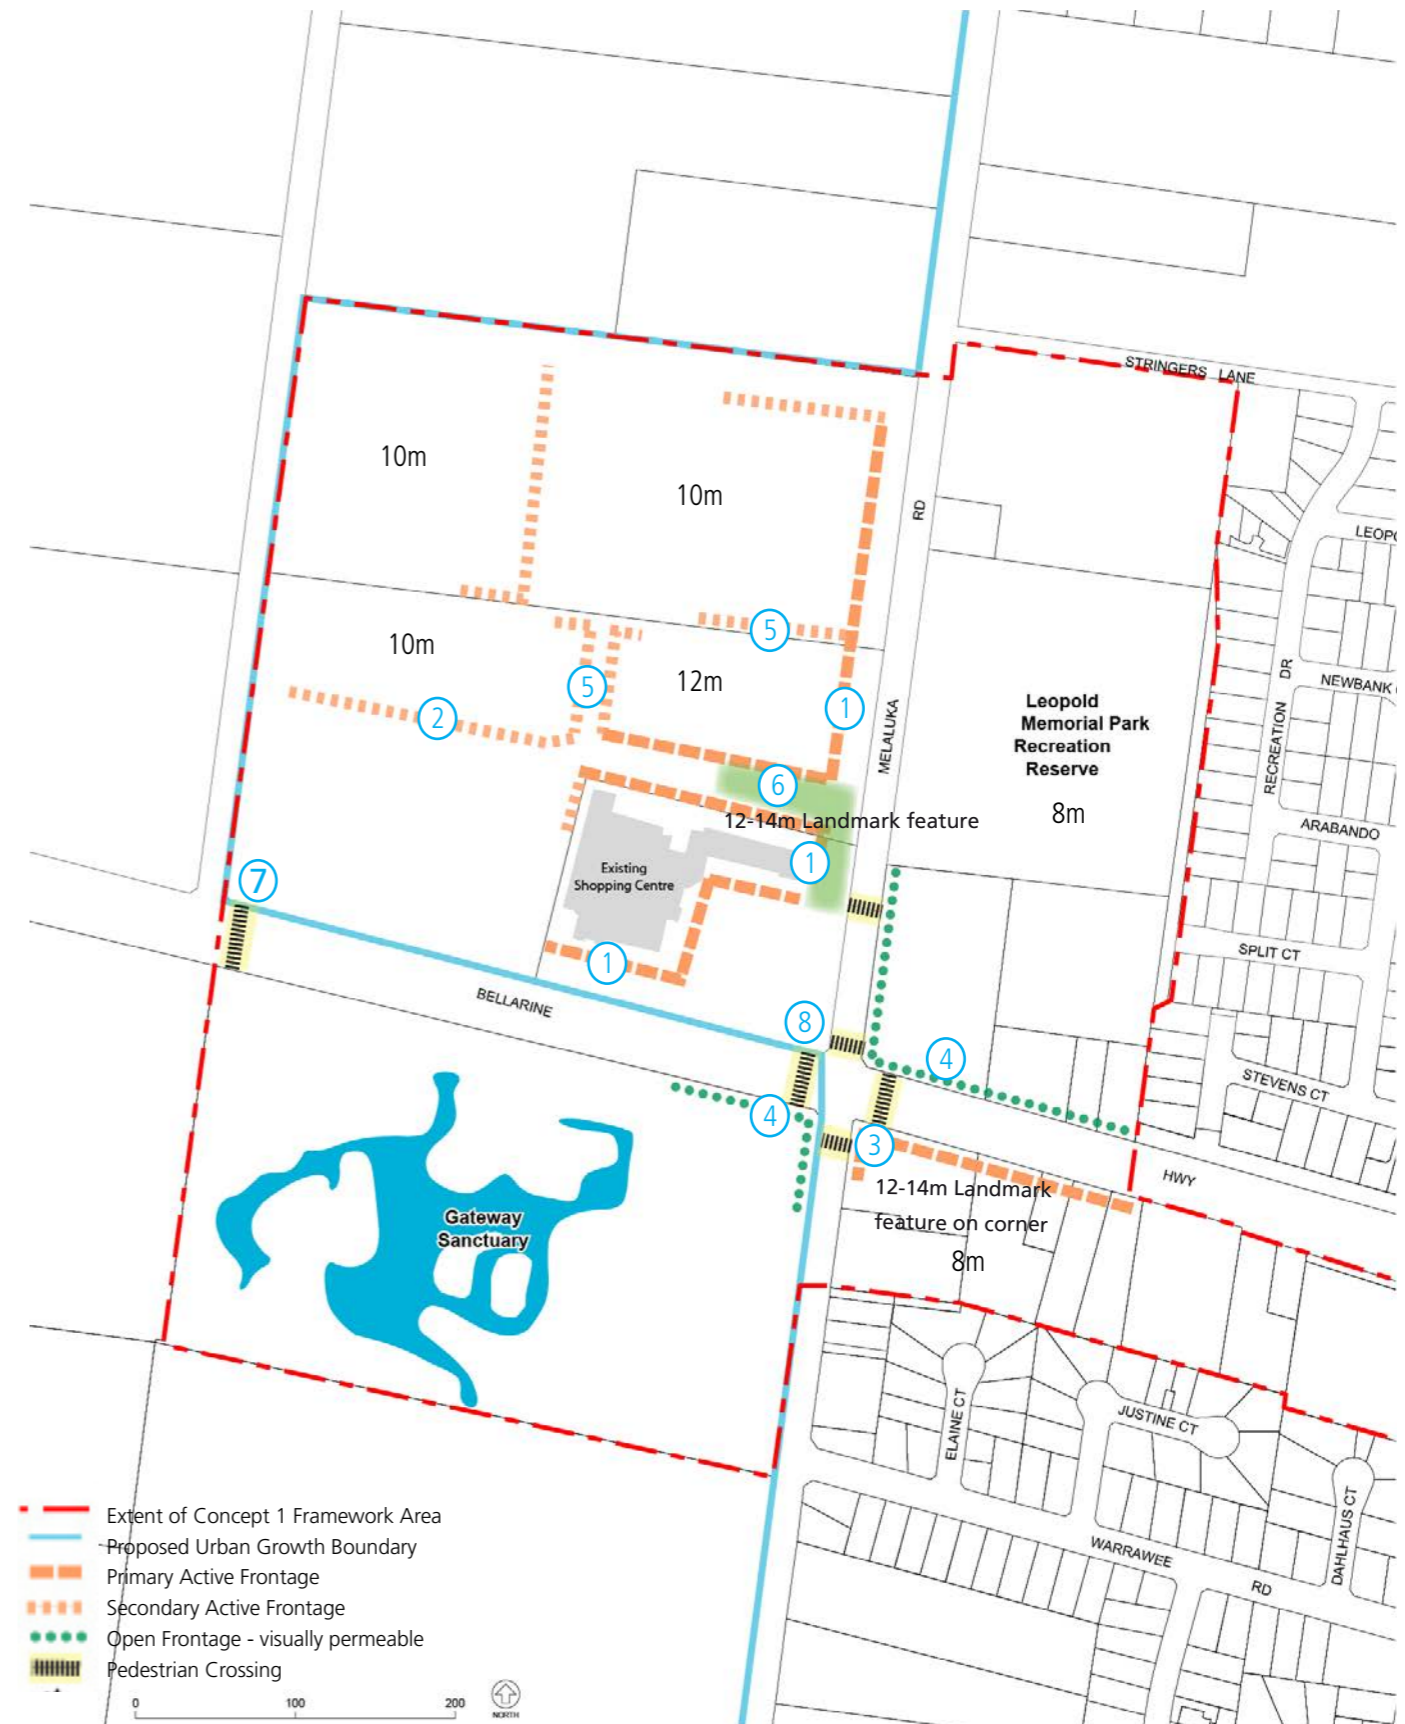 STRINGERS LANE
10m
10m
RD
LEOP
5
10m
5
12m
2
1
NEWBANK
DR
RECREATION
MELALUKA
Leopold
Memorial Park
Recreation
Reserve
8m
6
12-14m Landmark feature
ARABANDO
1
Existing
Shopping Centre
7
1
SPLIT CT
BELLARINE
8
4
STEVENS CT
4
3
HWY
12-14m Landmark
feature on corner
8m
Gateway
Sanctuary
ELAINE CT
JUSTINE CT
DAHLHAUS CT
WARRAWEE
RD
Extent of Concept 1 Framework Area
Proposed Urban Growth Boundary
Primary Active Frontage
Secondary Active Frontage
Open Frontage - visually permeable
Pedestrian Crossing
0 100 200
NORTH